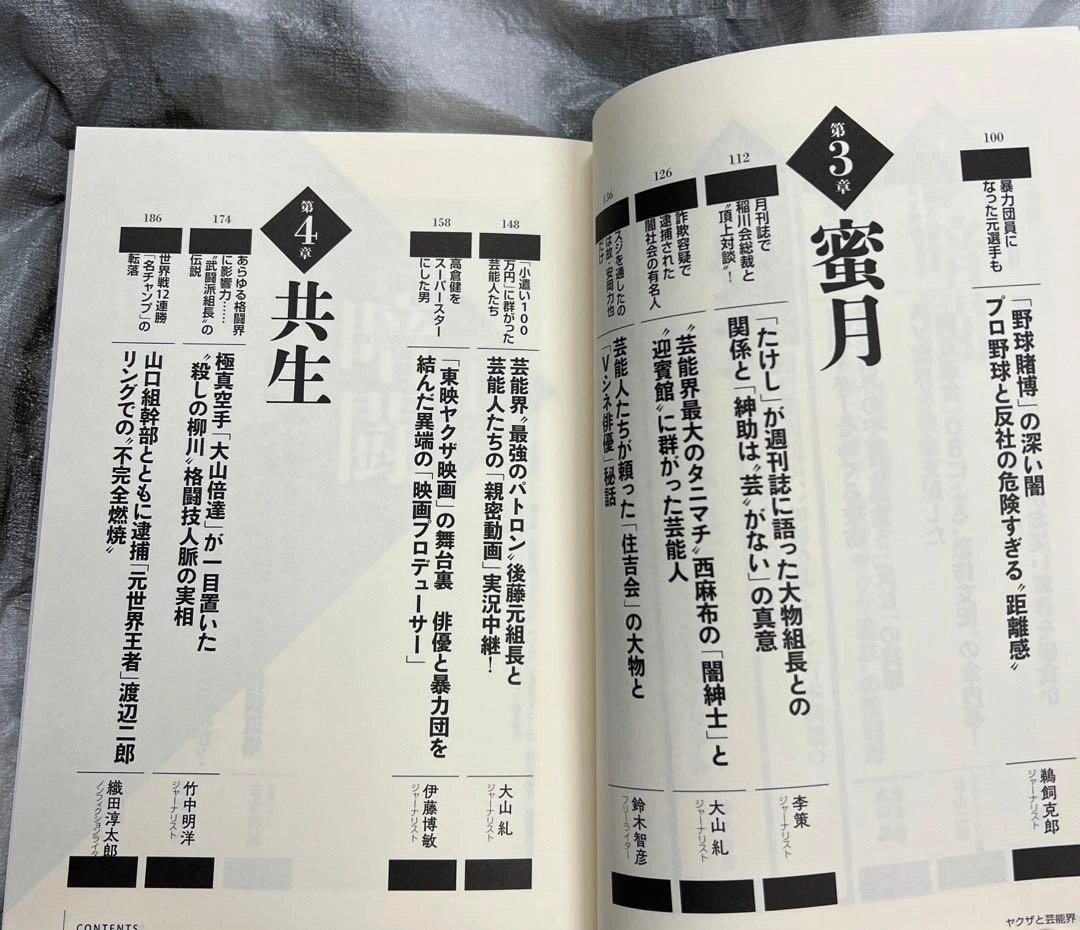 100
暴力団員に
なった元選手も
「野球賭博」の深い闇
プロ野球と反社の危険すぎる〝距離感〟
鵜飼克郎
ジャーナリスト
第3章
蜜月
112
月刊誌で
稲川会総裁と
〝頂上対談〟！
「たけし」が週刊誌に語った大物組長との
関係と「紳助は〝芸〟がない」の真意
李策
ジャーナリスト
126
詐欺容疑で
逮捕された
闇社会の有名人
〝芸能界最大のタニマチ〟西麻布の「闇紳士」と
〝迎賓館〟に群がった芸能人
大山糺
ジャーナリスト
136
スジを通したの
は故・安岡力也
だけ
芸能人たちが頼った「住吉会」の大物と
「Vシネ俳優」秘話
鈴木智彦
フリーライター
148
「小遣い100
万円」に群がった
芸能人たち
芸能界〝最強のパトロン〟後藤元組長と
芸能人たちの「親密動画」実況中継！
大山糺
ジャーナリスト
158
高倉健を
スーパースター
にした男
「東映ヤクザ映画」の舞台裏　俳優と暴力団を
結んだ異端の「映画プロデューサー」
伊藤博敏
ジャーナリスト
第4章
共生
174
あらゆる格闘界
に影響力……
〝武闘派組長〟の
伝説
極真空手「大山倍達」が一目置いた
〝殺しの柳川〟格闘技人脈の実相
竹中明洋
ジャーナリスト
186
世界戦12連勝
「名チャンプ」の
転落
山口組幹部とともに逮捕「元世界王者」渡辺二郎
リングでの〝不完全燃焼〟
織田淳太郎
ノンフィクションライター
CONTENTS
ヤクザと芸能界